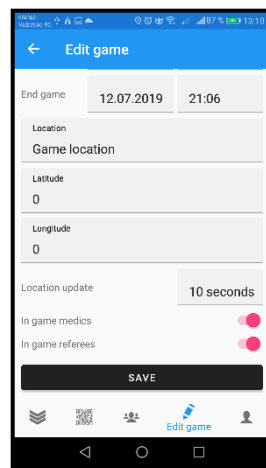 orange
87 % 13:10
Edit game
End game 12.07.2019 21:06
Location
Game location
Latitude
0
Longitude
0
Location update 10 seconds
In game medics
In game referees
SAVE
Edit game